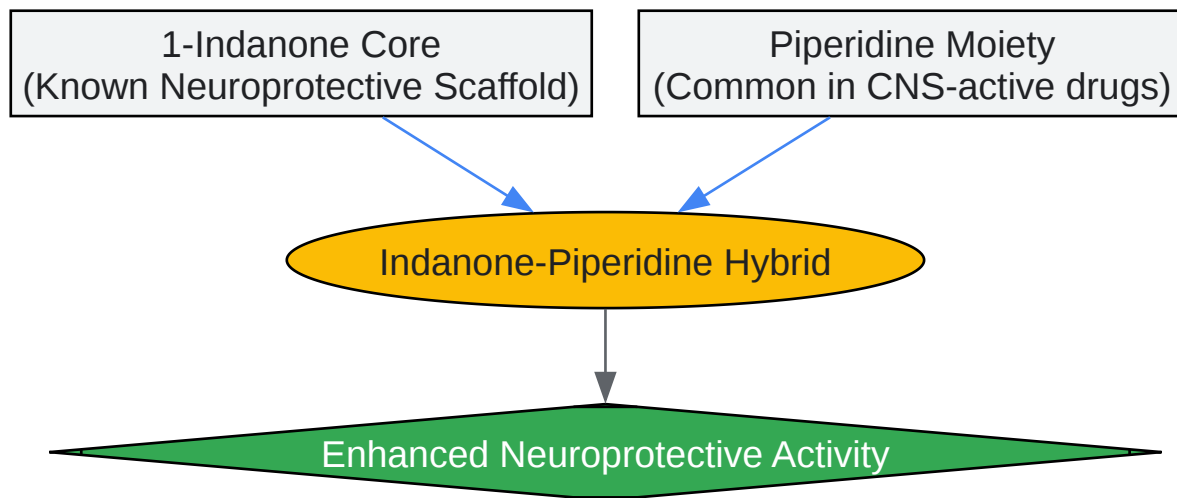 1-Indanone Core
(Known Neuroprotective Scaffold)
Piperidine Moiety
(Common in CNS-active drugs)
Indanone-Piperidine Hybrid
Enhanced Neuroprotective Activity